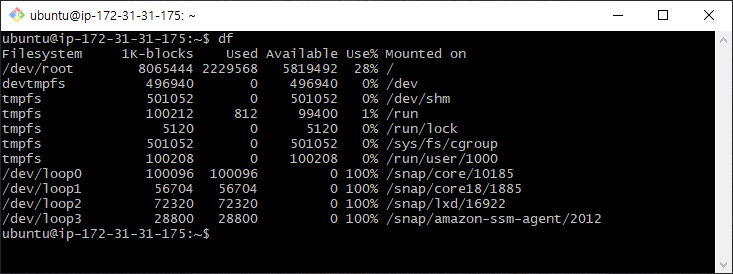 ubuntu@ip-172-31-31-175: ~
ubuntu@ip-172-31-31-175:~$ df
Filesystem     1K-blocks    Used Available Use% Mounted on
/dev/root        8065444 2229568   5819492  28% /
devtmpfs          496940       0    496940   0% /dev
tmpfs             501052       0    501052   0% /dev/shm
tmpfs             100212     812     99400   1% /run
tmpfs               5120       0      5120   0% /run/lock
tmpfs             501052       0    501052   0% /sys/fs/cgroup
tmpfs             100208       0    100208   0% /run/user/1000
/dev/loop0        100096  100096         0 100% /snap/core/10185
/dev/loop1         56704   56704         0 100% /snap/core18/1885
/dev/loop2         72320   72320         0 100% /snap/lxd/16922
/dev/loop3         28800   28800         0 100% /snap/amazon-ssm-agent/2012
ubuntu@ip-172-31-31-175:~$